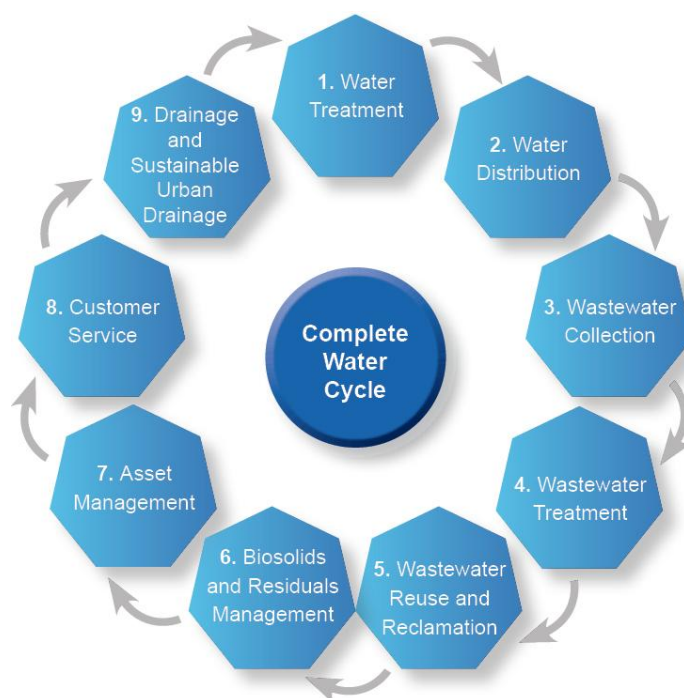 1. Water
Treatment
2. Water
Distribution
3. Wastewater
Collection
4. Wastewater
Treatment
5. Wastewater
Reuse and
Reclamation
6. Biosolids
and Residuals
Management
7. Asset
Management
8. Customer
Service
9. Drainage
and
Sustainable
Urban
Drainage
Complete
Water
Cycle